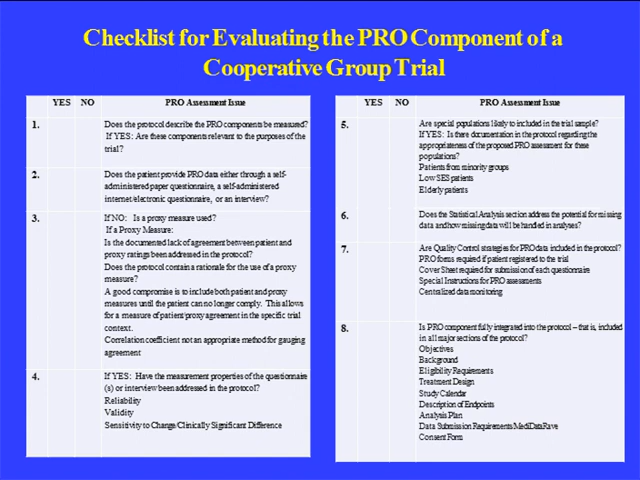 Checklist for Evaluating the PRO Component of a
Cooperative Group Trial
YES NO PRO Assessment Issue
1. Does the protocol describe the PRO components be measured?
If YES: Are these components relevant to the purposes of the
trial?
2. Does the patient provide PRO data either through a self-
administered paper questionnaire, a self-administered
internet/electronic questionnaire, or an interview?
3. If NO: Is a proxy measure used?
If a Proxy Measure:
Is the documented lack of agreement between patient and
proxy ratings been addressed in the protocol?
Does the protocol contain a rationale for the use of a proxy
measure?
A good compromise is to include both patient and proxy
measures until the patient can no longer comply. This allows
for a measure of patient/proxy agreement in the specific trial
context.
Correlation coefficient not an appropriate method for gauging
agreement
4. If YES: Have the measurement properties of the questionnaire
(s) or interview been addressed in the protocol?
Reliability
Validity
Sensitivity to Change/Clinically Significant Difference
YES NO PRO Assessment Issue
5. Are special populations likely to included in the trial sample?
If YES: Is there documentation in the protocol regarding the
appropriateness of the proposed PRO assessment for these
populations?
Patients from minority groups
Low SES patients
Elderly patients
6. Does the Statistical Analysis section address the potential for missing
data and how missing data will be handled in analyses?
7. Are Quality Control strategies for PRO data included in the protocol?
PRO forms required if patient registered to the trial
Cover Sheet required for submission of each questionnaire
Special Instructions for PRO assessments
Centralized data monitoring
8. Is PRO component fully integrated into the protocol – that is, included
in all major sections of the protocol?
Objectives
Background
Eligibility Requirements
Treatment Design
Study Calendar
Description of Endpoints
Analysis Plan
Data Submission Requirements/MediDataRave
Consent Form